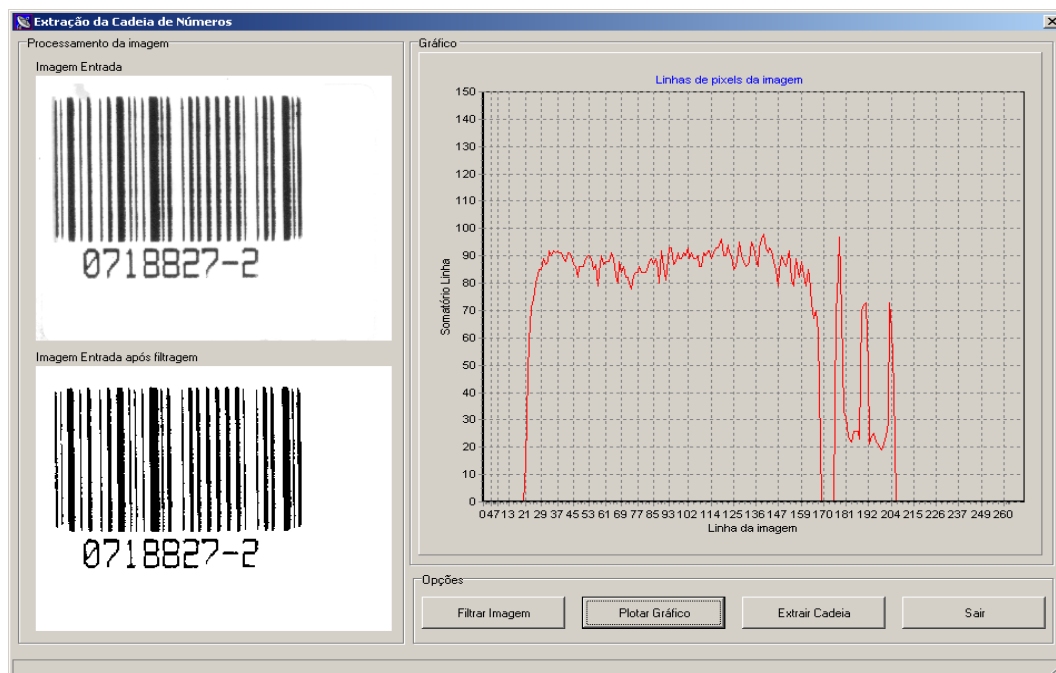 Extração da Cadeia de Números
Processamento da imagem
Imagem Entrada
0718827-2
Imagem Entrada após filtragem
0718827-2
Gráfico
Linhas de pixels da imagem
150
140
130
120
110
100
90
80
70
60
50
40
30
20
10
0
Somatório Linha
0 4 7 13 21 29 37 45 53 61 69 77 85 93 102 114 125 136 147 159 170 181 192 204 215 226 237 249 260
Linha da imagem
Opções
Filtrar Imagem
Plotar Gráfico
Extrair Cadeia
Sair